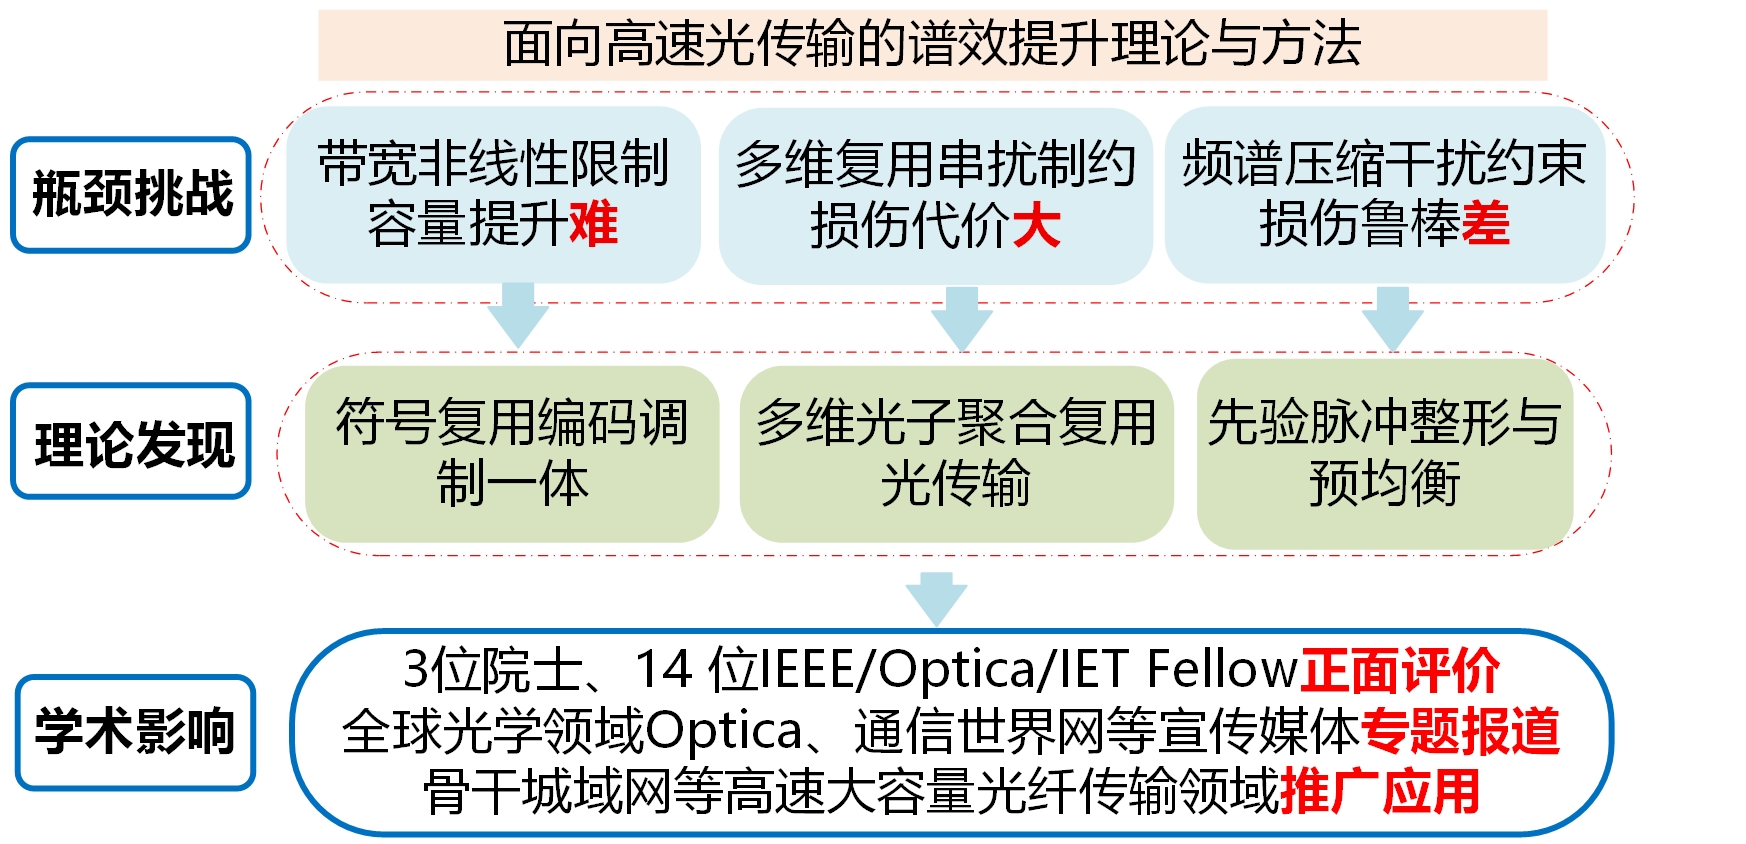 面向高速光传输的谱效提升理论与方法
瓶颈挑战
带宽非线性限制
容量提升难
多维复用串扰制约
损伤代价大
频谱压缩干扰约束
损伤鲁棒差
理论发现
符号复用编码调
制一体
多维光子聚合复用
光传输
先验脉冲整形与
预均衡
学术影响
3位院士、14 位IEEE/Optica/IET Fellow正面评价
全球光学领域Optica、通信世界网等宣传媒体专题报道
骨干城域网等高速大容量光纤传输领域推广应用